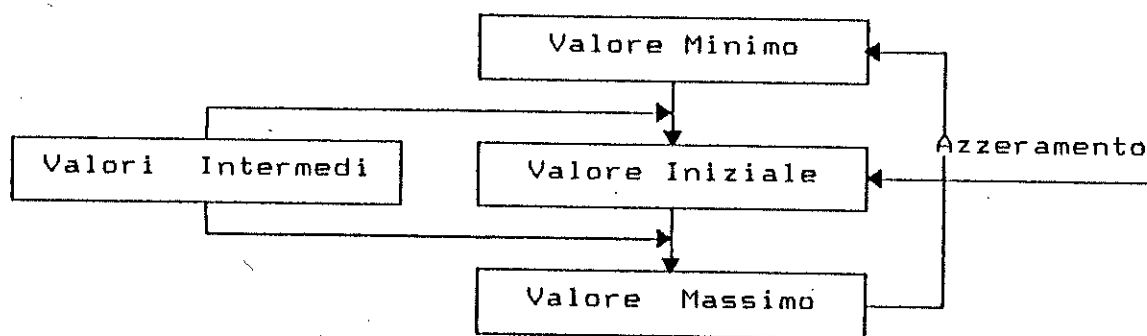 Valore Minimo
Azzeramento
Valori Intermedi
Valore Iniziale
Valore Massimo